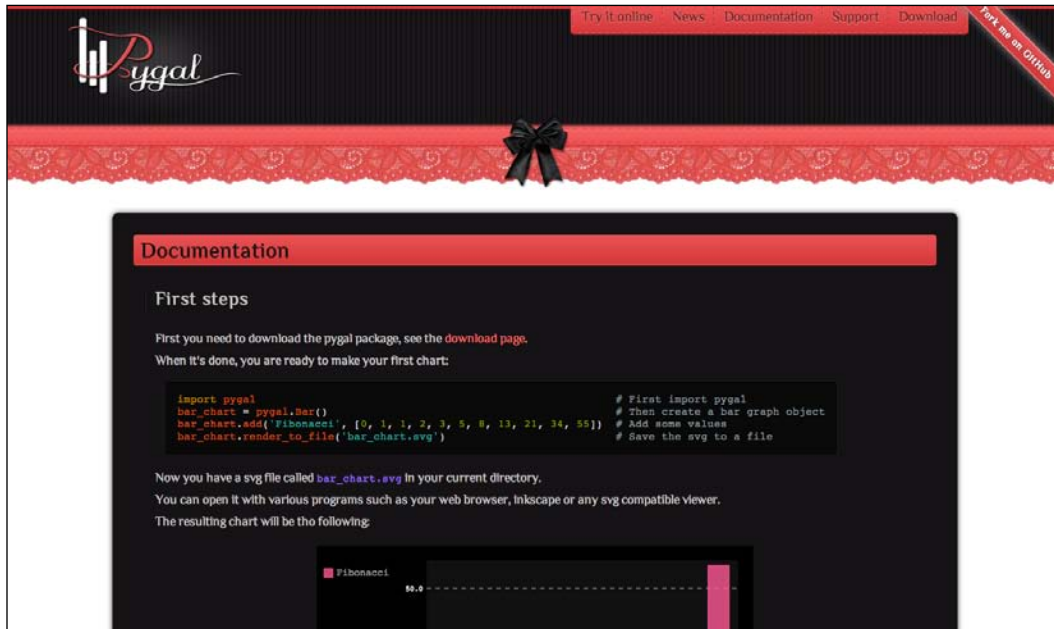 Try it online News Documentation Support Download
Fork me on GitHub
Pygal
Documentation
First steps
First you need to download the pygal package, see the download page.
When it's done, you are ready to make your first chart:
import pygal # First import pygal
bar_chart = pygal.Bar() # Then create a bar graph object
bar_chart.add('Fibonacci', [0, 1, 1, 2, 3, 5, 8, 13, 21, 34, 55]) # Add some values
bar_chart.render_to_file('bar_chart.svg') # Save the svg to a file
Now you have a svg file called bar_chart.svg in your current directory.
You can open it with various programs such as your web browser, inkscape or any svg compatible viewer.
The resulting chart will be tho following:
Fibonacci
50.0